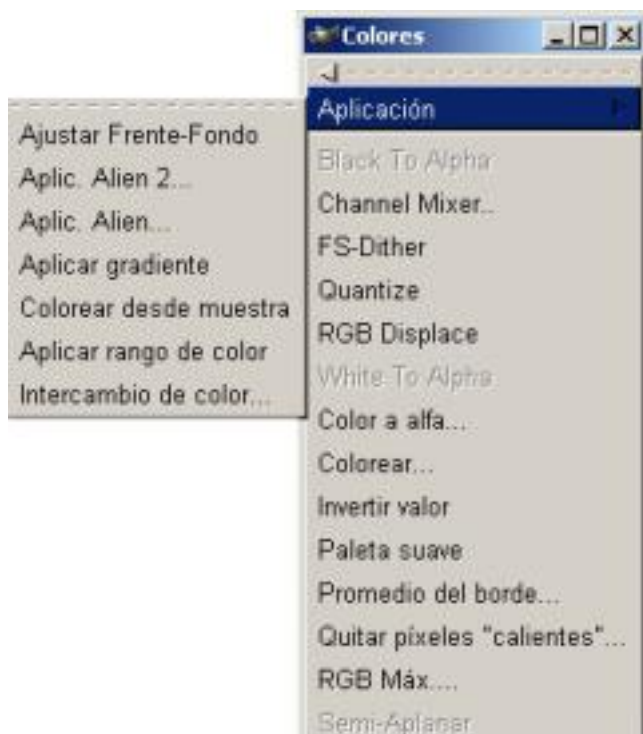 Colores
Aplicación
Ajustar Frente-Fondo
Aplic. Alien 2...
Aplic. Alien...
Aplicar gradiente
Colorear desde muestra
Aplicar rango de color
Intercambio de color...
Black To Alpha
Channel Mixer..
FS-Dither
Quantize
RGB Displace
White To Alpha
Color a alfa...
Colorear...
Invertir valor
Paleta suave
Promedio del borde...
Quitar píxeles "calientes"...
RGB Máx....
Semi-Aplanar